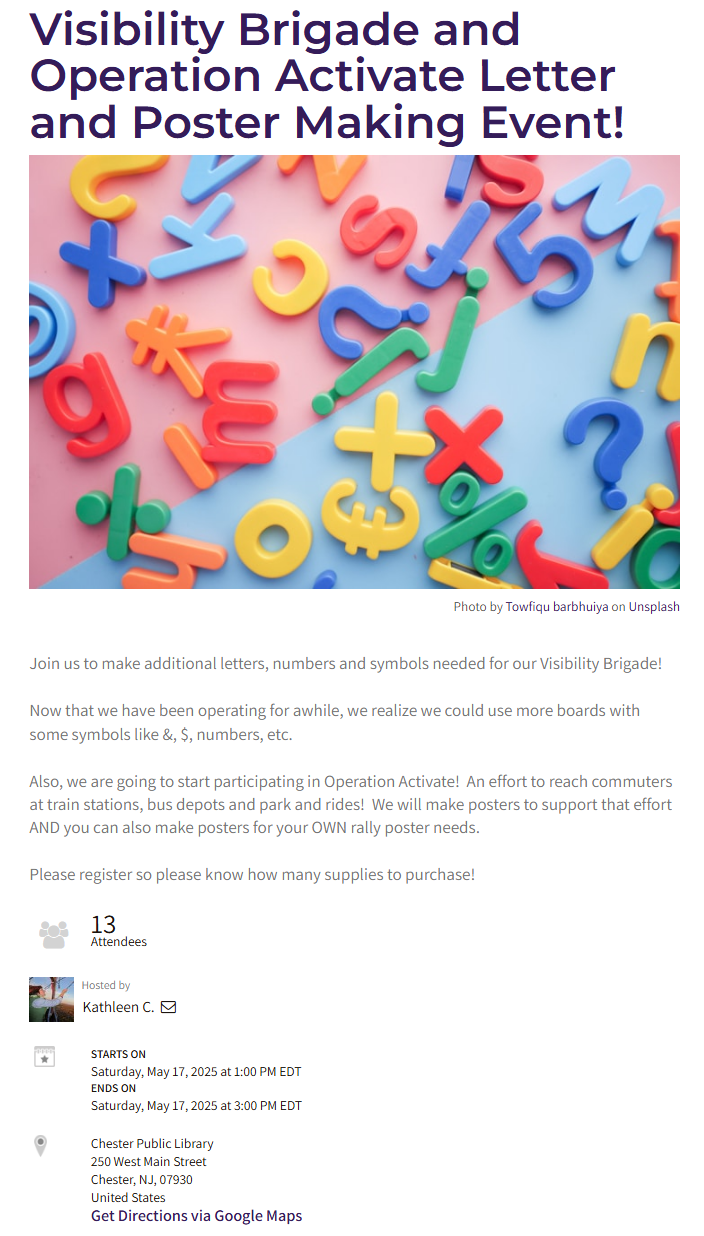 Visibility Brigade and
Operation Activate Letter
and Poster Making Event!
Photo by Towfiqu barbhuiya on Unsplash
Join us to make additional letters, numbers and symbols needed for our Visibility Brigade!
Now that we have been operating for awhile, we realize we could use more boards with
some symbols like &, $, numbers, etc.
Also, we are going to start participating in Operation Activate!  An effort to reach commuters
at train stations, bus depots and park and rides!  We will make posters to support that effort
AND you can also make posters for your OWN rally poster needs.
Please register so please know how many supplies to purchase!
13
Attendees
Hosted by
Kathleen C.
STARTS ON
Saturday, May 17, 2025 at 1:00 PM EDT
ENDS ON
Saturday, May 17, 2025 at 3:00 PM EDT
Chester Public Library
250 West Main Street
Chester, NJ, 07930
United States
Get Directions via Google Maps